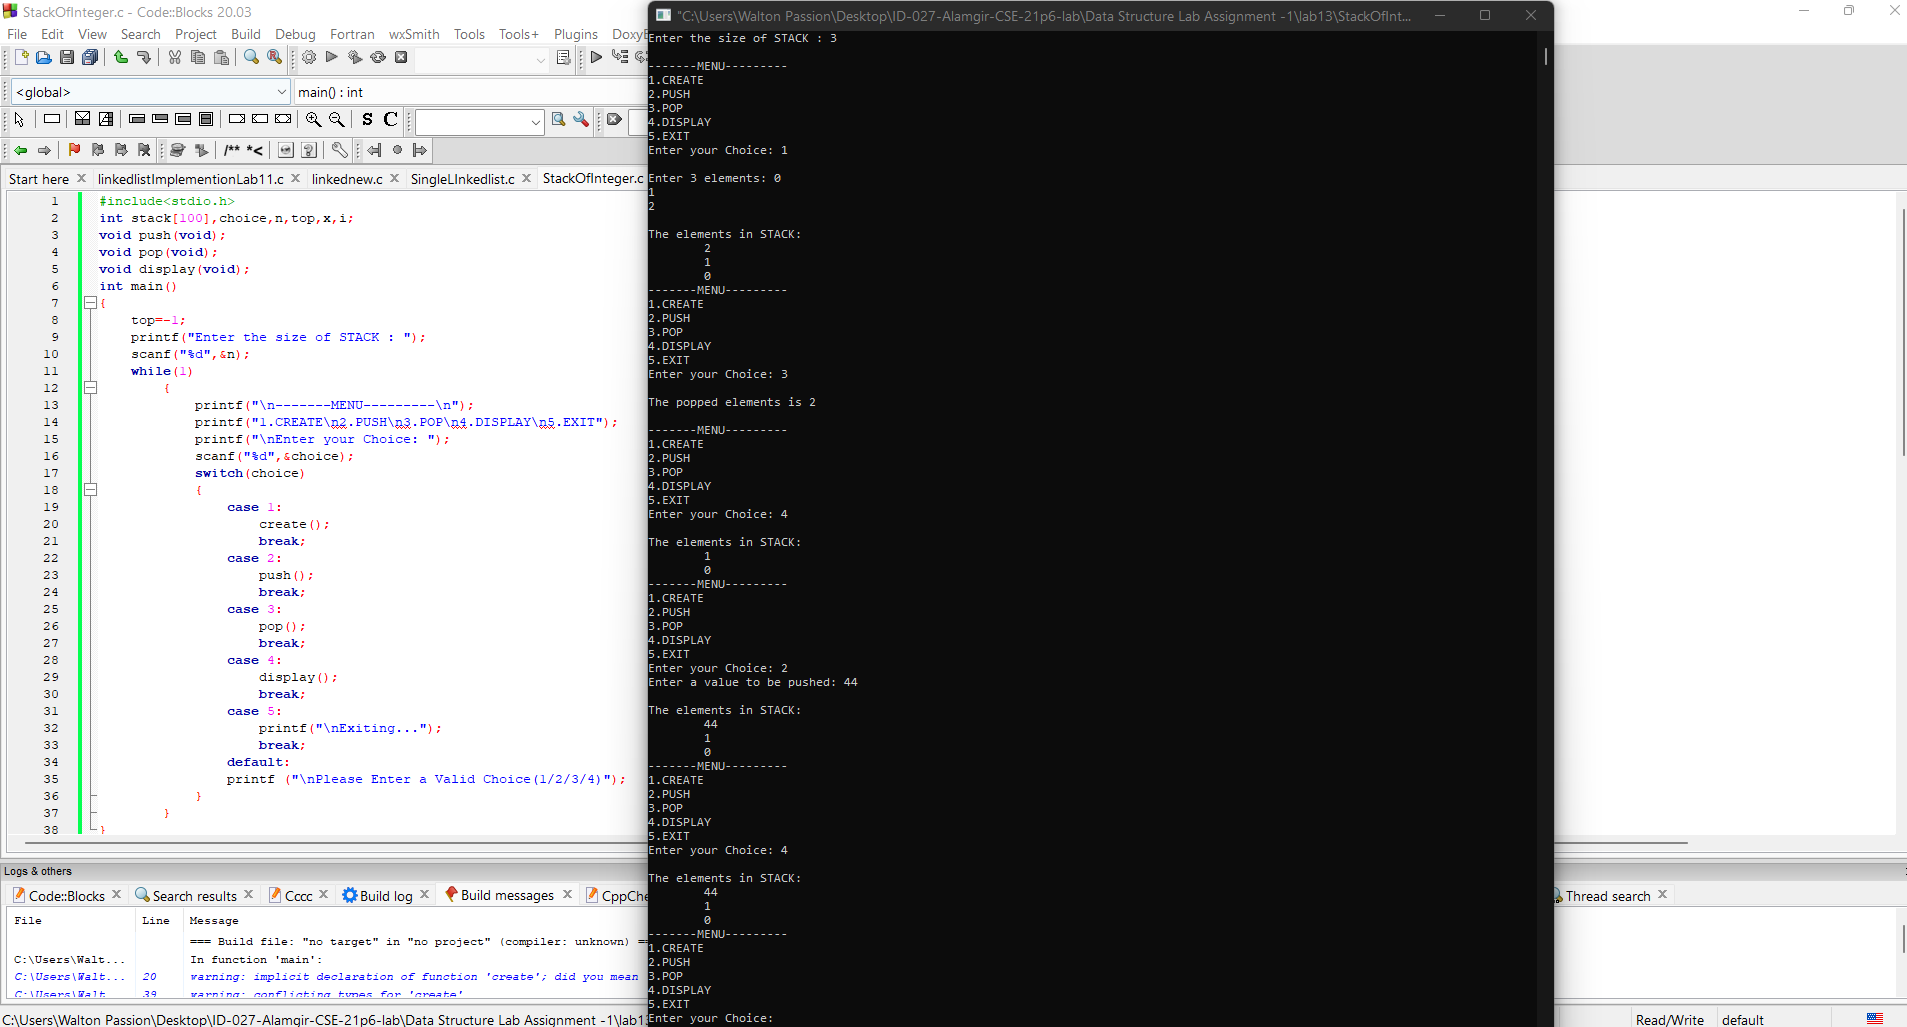 StackOfInteger.c - Code::Blocks 20.03
File Edit View Search Project Build Debug Fortran wxSmith Tools Tools+ Plugins
<global>
main() : int
S C
/** *<
Start here linkedlistImplementionLab11.c linkednew.c SingleLInkedlist.c StackOfInteger.c
1 #include<stdio.h>
2 int stack[100],choice,n,top,x,i;
3 void push(void);
4 void pop(void);
5 void display(void);
6 int main()
7 {
8 top=-1;
9 printf("Enter the size of STACK : ");
10 scanf("%d",&n);
11 while(1)
12 {
13 printf("\n-------MENU---------\n");
14 printf("1.CREATE\n2.PUSH\n3.POP\n4.DISPLAY\n5.EXIT");
15 printf("\nEnter your Choice: ");
16 scanf("%d",&choice);
17 switch(choice)
18 {
19 case 1:
20 create();
21 break;
22 case 2:
23 push();
24 break;
25 case 3:
26 pop();
27 break;
28 case 4:
29 display();
30 break;
31 case 5:
32 printf("\nExiting...");
33 break;
34 default:
35 printf ("\nPlease Enter a Valid Choice(1/2/3/4)");
36 }
37 }
38 }
Logs & others
Code::Blocks Search results Cccc Build log Build messages Thread search
File Line Message
=== Build file: "no target" in "no project" (compiler: unknown)
C:\Users\Walt... In function 'main':
C:\Users\Walt... 20 warning: implicit declaration of function 'create'; did you mean
C:\Users\Walt... 39 warning: conflicting types for 'create'
C:\Users\Walton Passion\Desktop\ID-027-Alamgir-CSE-21p6-lab\Data Structure Lab Assignment -1\lab13
Read/Write default
"C:\Users\Walton Passion\Desktop\ID-027-Alamgir-CSE-21p6-lab\Data Structure Lab Assignment -1\lab13\StackOfInt...
Enter the size of STACK : 3
-------MENU---------
1.CREATE
2.PUSH
3.POP
4.DISPLAY
5.EXIT
Enter your Choice: 1
Enter 3 elements: 0
1
2
The elements in STACK:
2
1
0
-------MENU---------
1.CREATE
2.PUSH
3.POP
4.DISPLAY
5.EXIT
Enter your Choice: 3
The popped elements is 2
-------MENU---------
1.CREATE
2.PUSH
3.POP
4.DISPLAY
5.EXIT
Enter your Choice: 4
The elements in STACK:
1
0
-------MENU---------
1.CREATE
2.PUSH
3.POP
4.DISPLAY
5.EXIT
Enter your Choice: 2
Enter a value to be pushed: 44
The elements in STACK:
44
1
0
-------MENU---------
1.CREATE
2.PUSH
3.POP
4.DISPLAY
5.EXIT
Enter your Choice: 4
The elements in STACK:
44
1
0
-------MENU---------
1.CREATE
2.PUSH
3.POP
4.DISPLAY
5.EXIT
Enter your Choice: